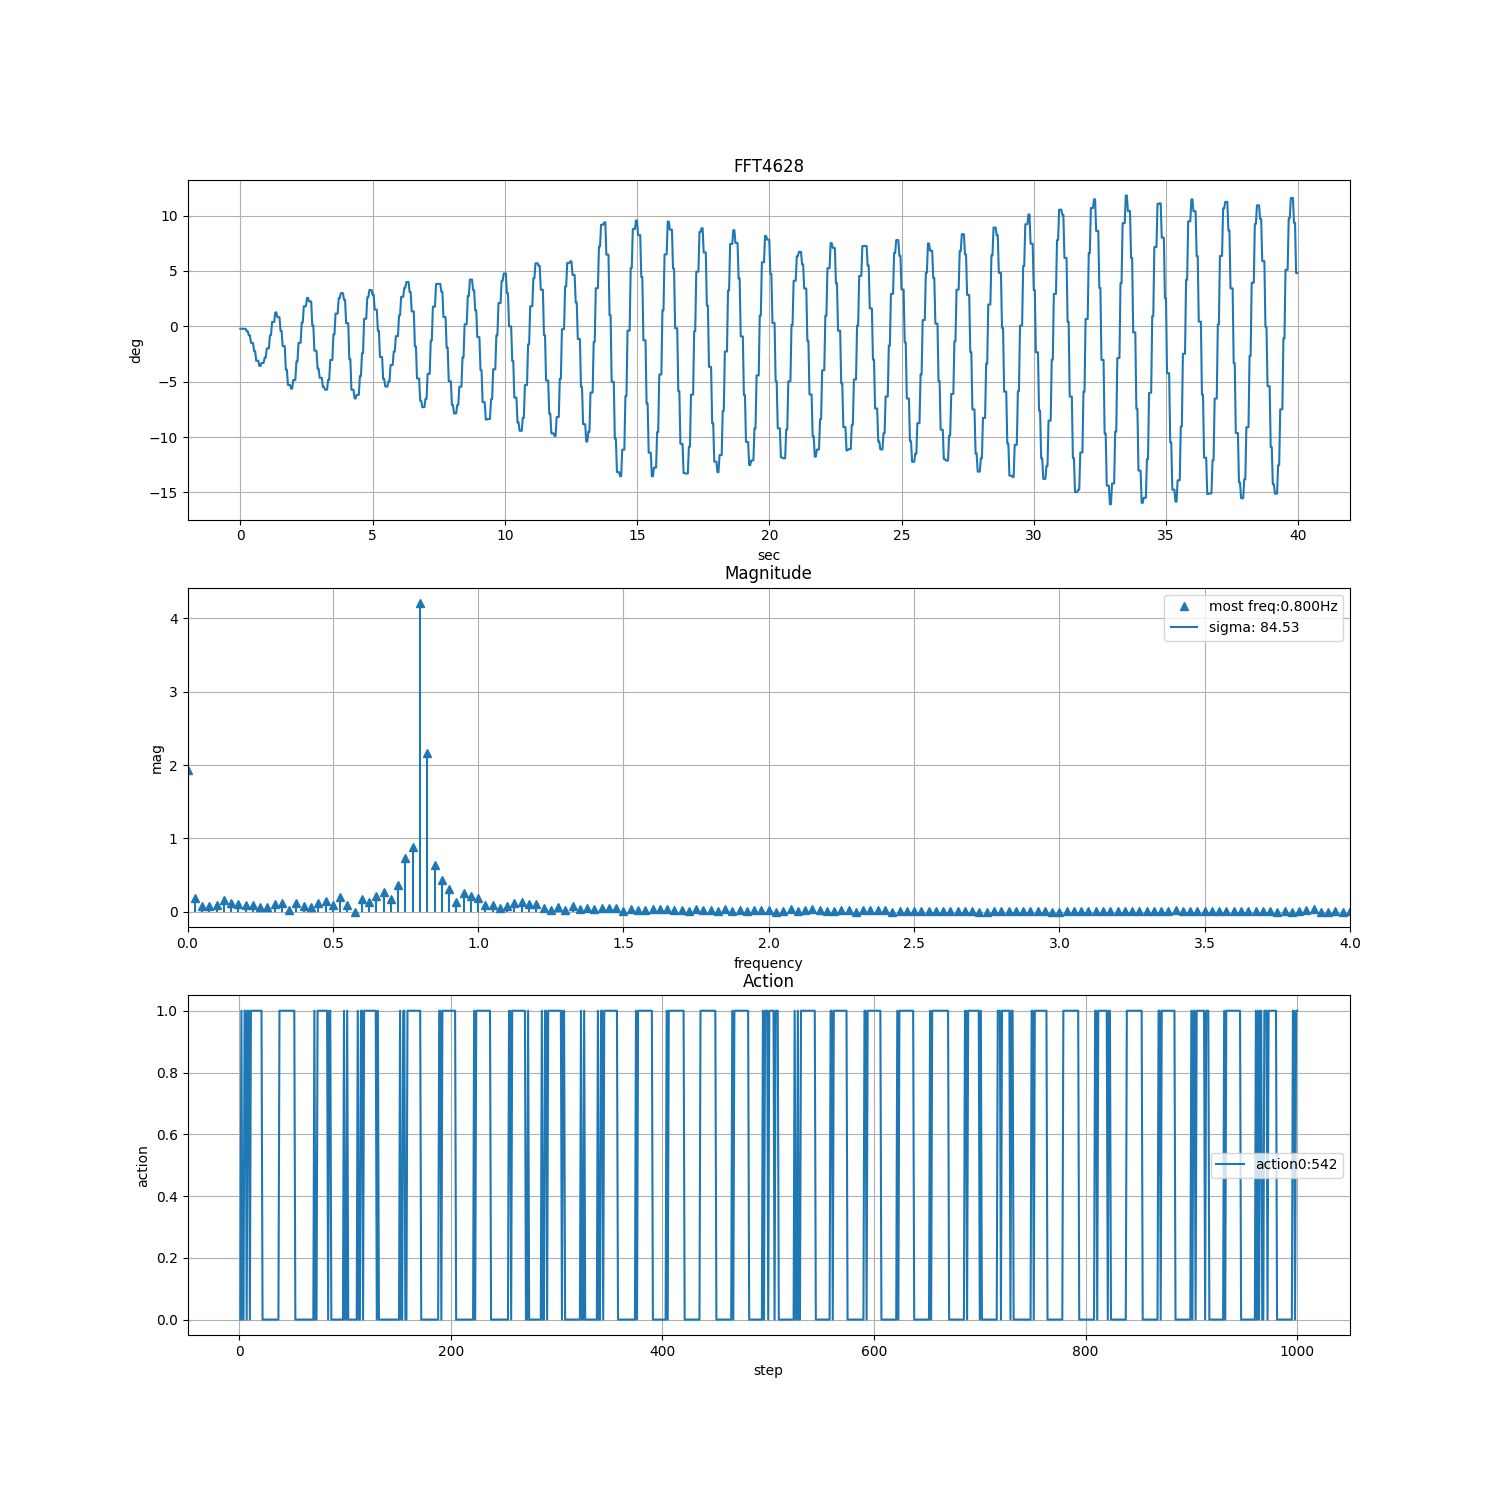 FFT4628
10
5
0
−5
−10
−15
deg
0 5 10 15 20 25 30 35 40
sec
Magnitude
4
3
2
1
0
mag
most freq:0.800Hz
sigma: 84.53
0.0 0.5 1.0 1.5 2.0 2.5 3.0 3.5 4.0
frequency
Action
1.0
0.8
0.6
0.4
0.2
0.0
action
action0:542
0 200 400 600 800 1000
step